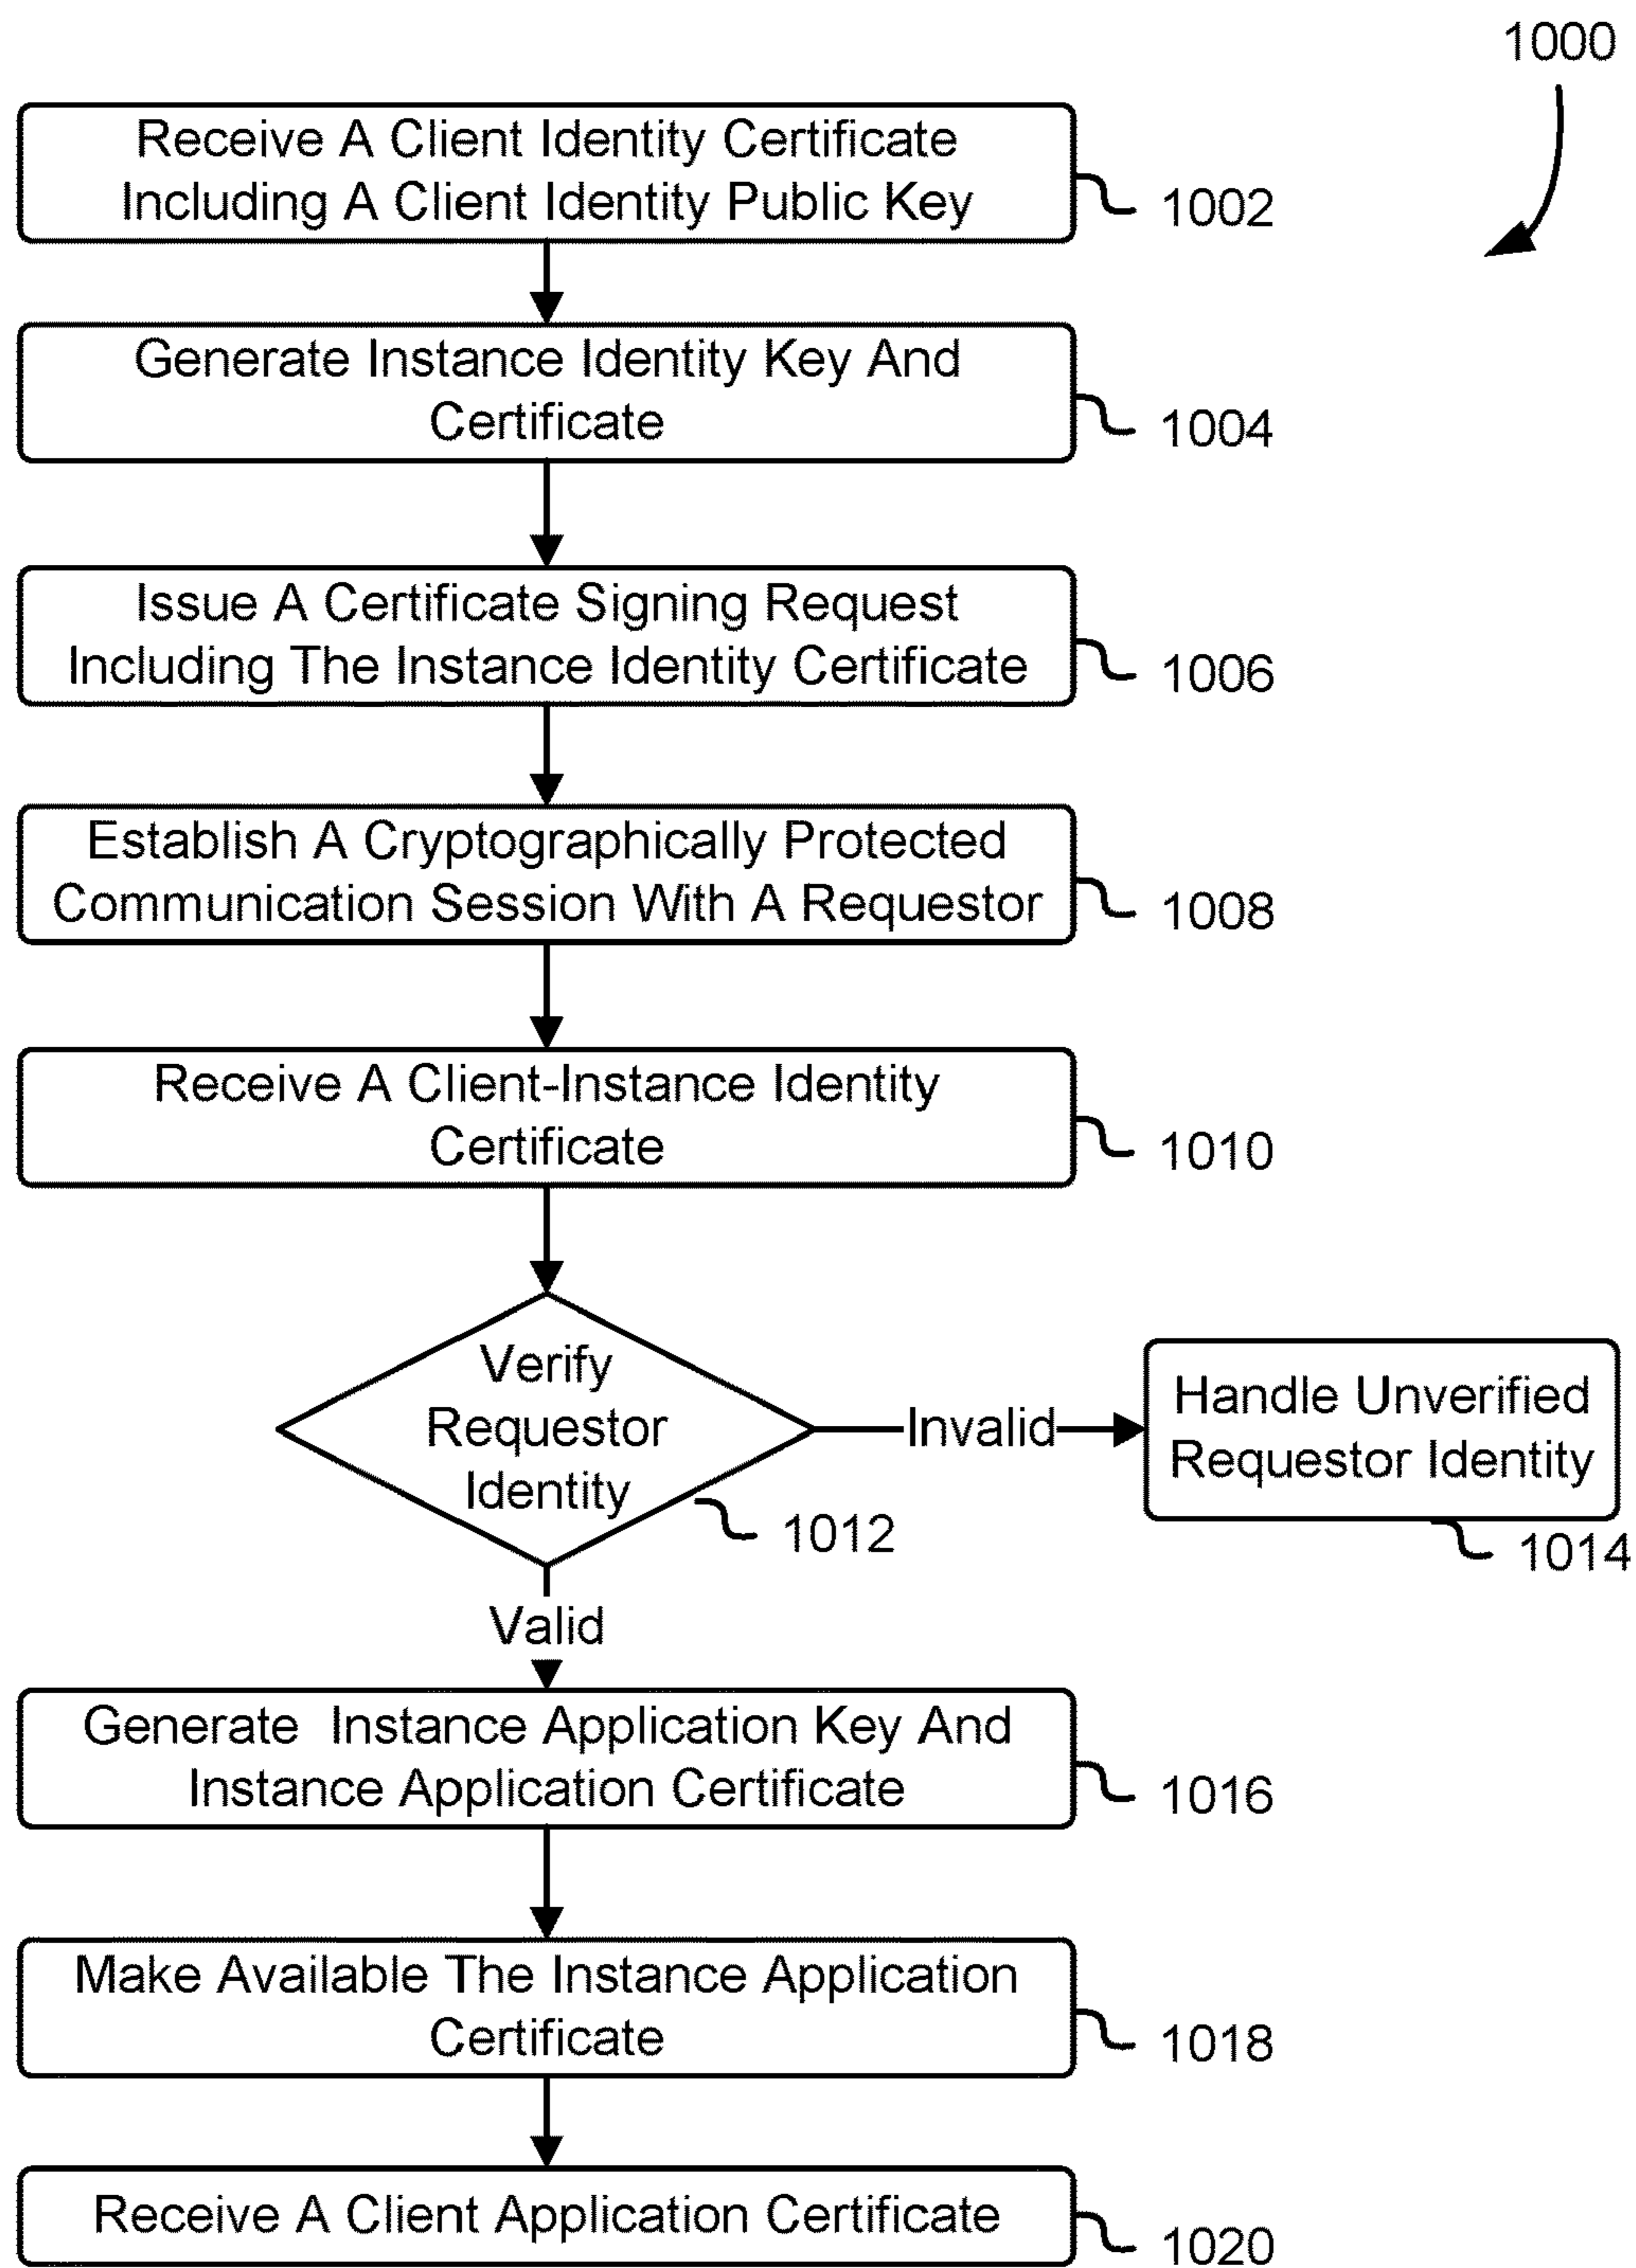 1000
Receive A Client Identity Certificate
Including A Client Identity Public Key
1002
Generate Instance Identity Key And
Certificate
1004
Issue A Certificate Signing Request
Including The Instance Identity Certificate
1006
Establish A Cryptographically Protected
Communication Session With A Requestor
1008
Receive A Client-Instance Identity
Certificate
1010
Verify
Requestor
Identity
1012
Invalid
Handle Unverified
Requestor Identity
1014
Valid
Generate Instance Application Key And
Instance Application Certificate
1016
Make Available The Instance Application
Certificate
1018
Receive A Client Application Certificate
1020